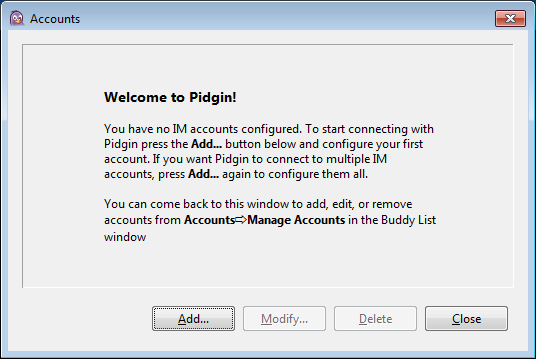 Accounts
Welcome to Pidgin!
You have no IM accounts configured. To start connecting with
Pidgin press the Add... button below and configure your first
account. If you want Pidgin to connect to multiple IM
accounts, press Add... again to configure them all.
You can come back to this window to add, edit, or remove
accounts from Accounts⇨Manage Accounts in the Buddy List
window
Add... Modify... Delete Close